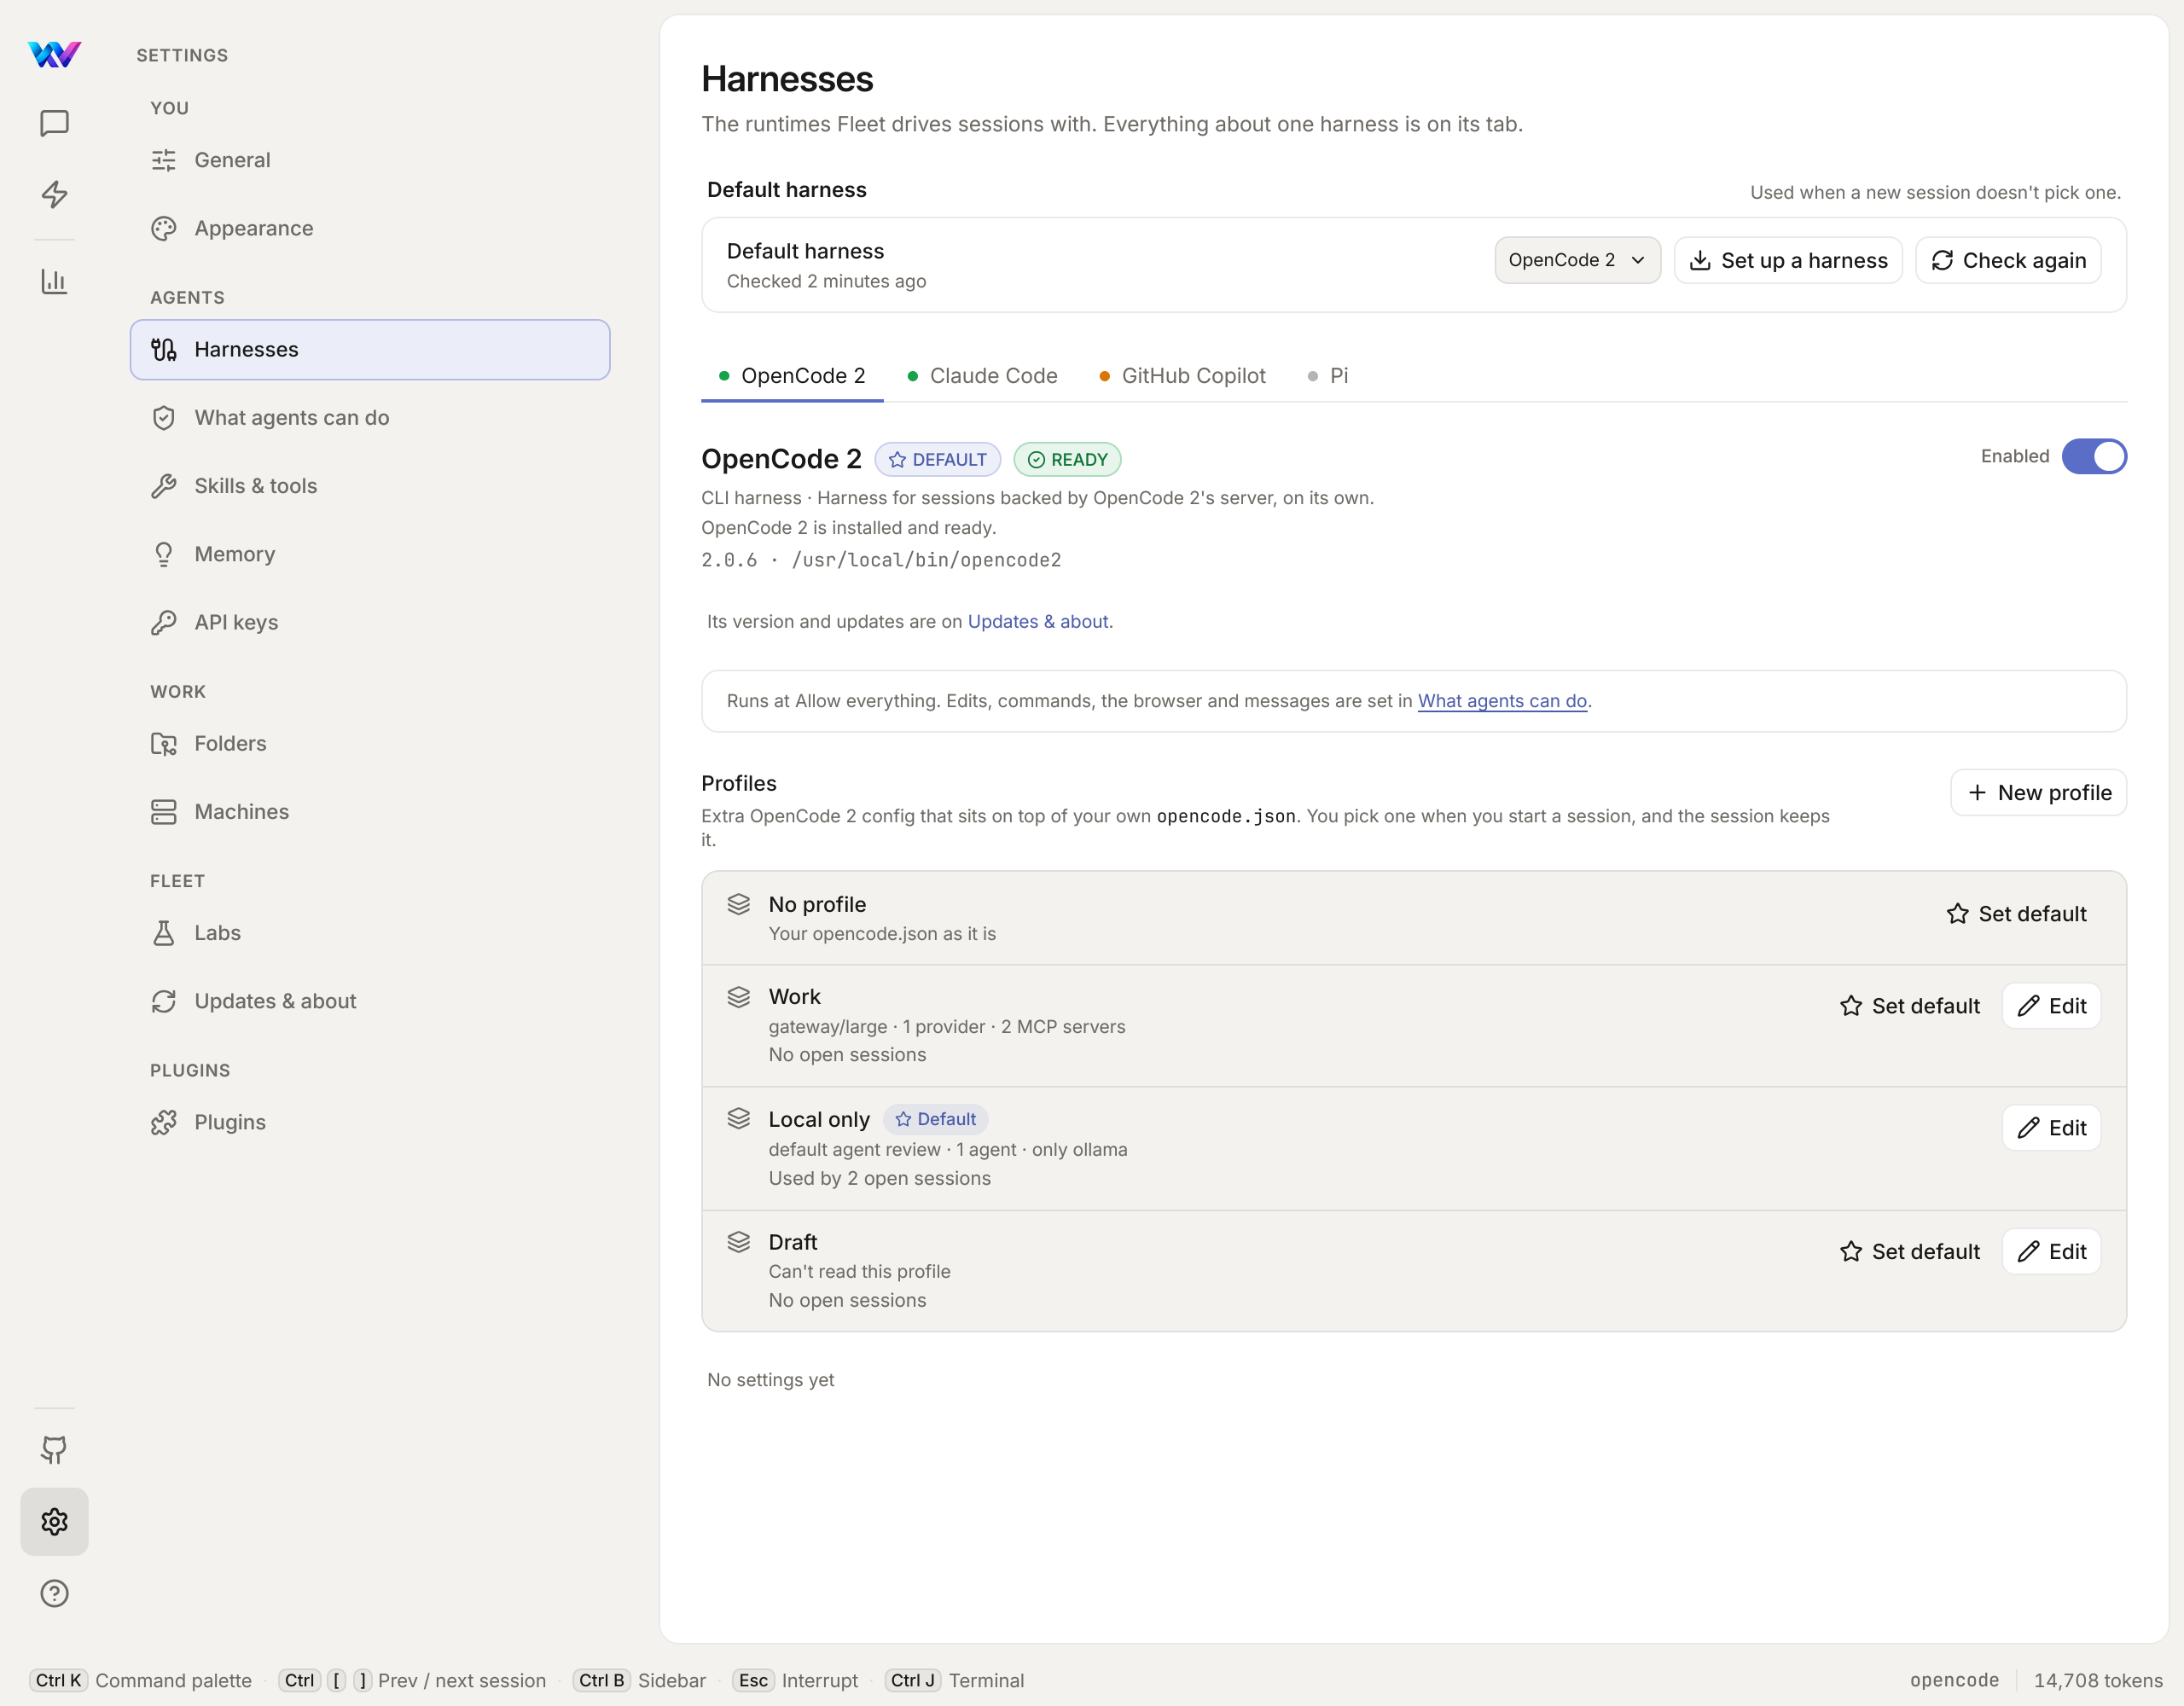 SETTINGS
YOU
General
Appearance
AGENTS
Harnesses
What agents can do
Skills & tools
Memory
API keys
WORK
Folders
Machines
FLEET
Labs
Updates & about
PLUGINS
Plugins
Harnesses
The runtimes Fleet drives sessions with. Everything about one harness is on its tab.
Default harness
Used when a new session doesn't pick one.
Default harness
Checked 2 minutes ago
OpenCode 2
Set up a harness
Check again
OpenCode 2
Claude Code
GitHub Copilot
Pi
OpenCode 2
DEFAULT
READY
Enabled
CLI harness · Harness for sessions backed by OpenCode 2's server, on its own.
OpenCode 2 is installed and ready.
2.0.6 · /usr/local/bin/opencode2
Its version and updates are on Updates & about.
Runs at Allow everything. Edits, commands, the browser and messages are set in What agents can do.
Profiles
New profile
Extra OpenCode 2 config that sits on top of your own opencode.json. You pick one when you start a session, and the session keeps
it.
No profile
Your opencode.json as it is
Set default
Work
gateway/large · 1 provider · 2 MCP servers
No open sessions
Set default
Edit
Local only
Default
default agent review · 1 agent · only ollama
Used by 2 open sessions
Edit
Draft
Can't read this profile
No open sessions
Set default
Edit
No settings yet
Ctrl K Command palette · Ctrl [ ] Prev / next session · Ctrl B Sidebar · Esc Interrupt · Ctrl J Terminal
opencode
14,708 tokens